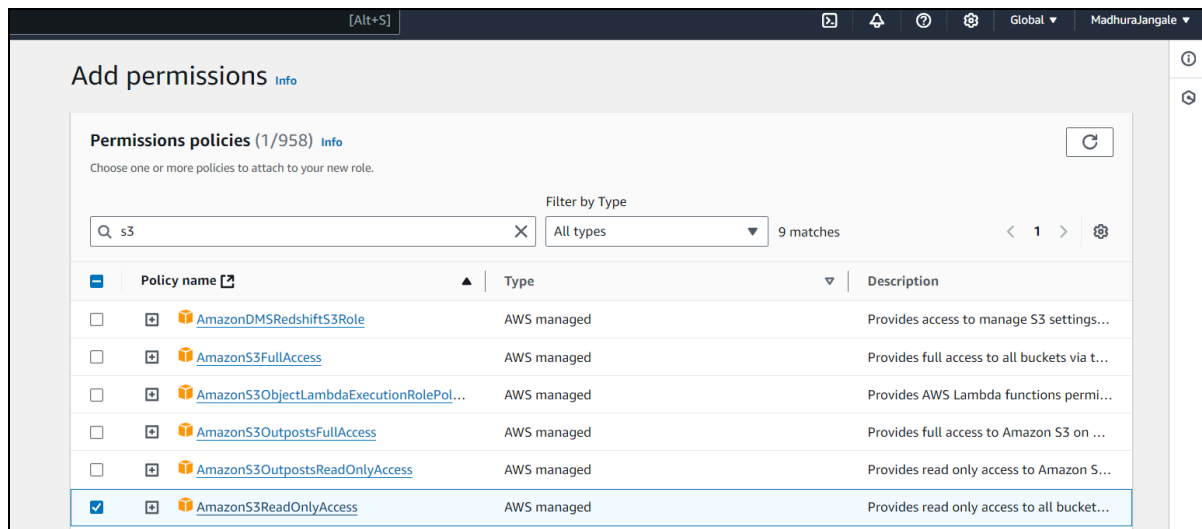 [Alt+S] Global MadhuraJangale
Add permissions Info
Permissions policies (1/958) Info
Choose one or more policies to attach to your new role.
Filter by Type
s3 All types 9 matches 1
Policy name Type Description
AmazonDMSRedshiftS3Role AWS managed Provides access to manage S3 settings...
AmazonS3FullAccess AWS managed Provides full access to all buckets via t...
AmazonS3ObjectLambdaExecutionRolePol... AWS managed Provides AWS Lambda functions permi...
AmazonS3OutpostsFullAccess AWS managed Provides full access to Amazon S3 on ...
AmazonS3OutpostsReadOnlyAccess AWS managed Provides read only access to Amazon S...
AmazonS3ReadOnlyAccess AWS managed Provides read only access to all bucket...